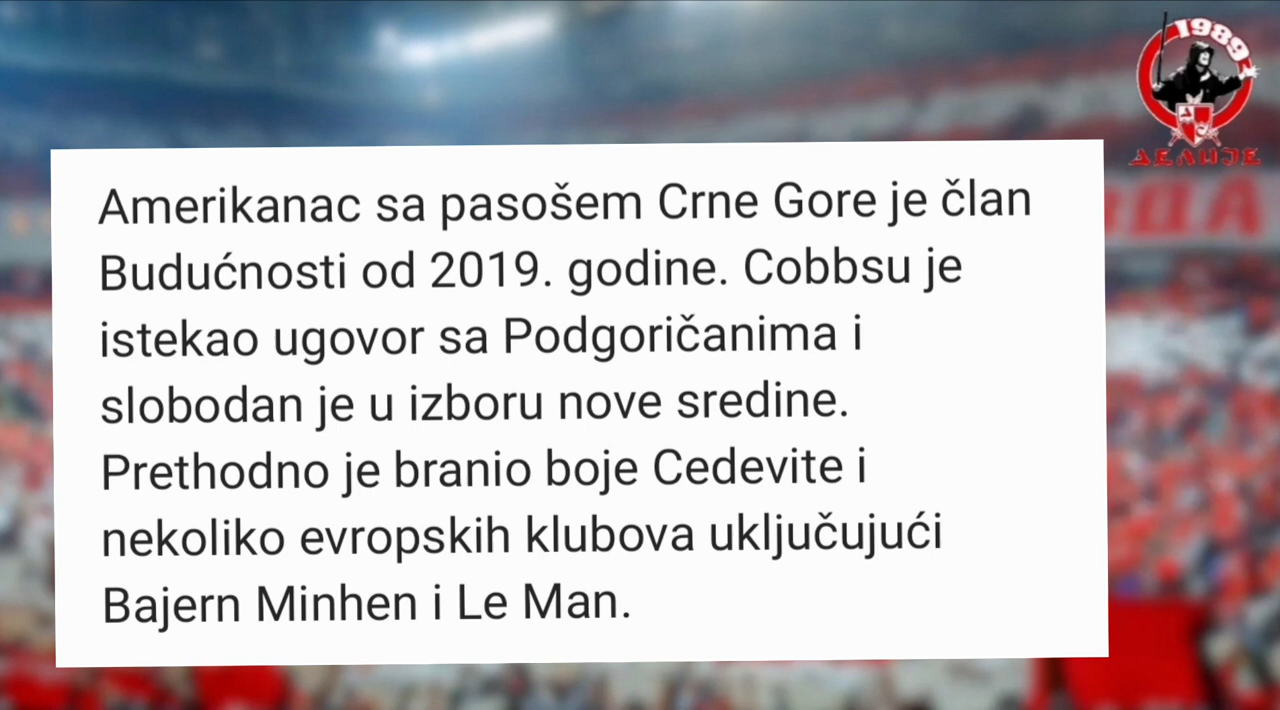 1989
ДЕЛИЈЕ
Amerikanac sa pasošem Crne Gore je član
Budućnosti od 2019. godine. Cobbsu je
istekao ugovor sa Podgoričanima i
slobodan je u izboru nove sredine.
Prethodno je branio boje Cedevite i
nekoliko evropskih klubova uključujući
Bajern Minhen i Le Man.